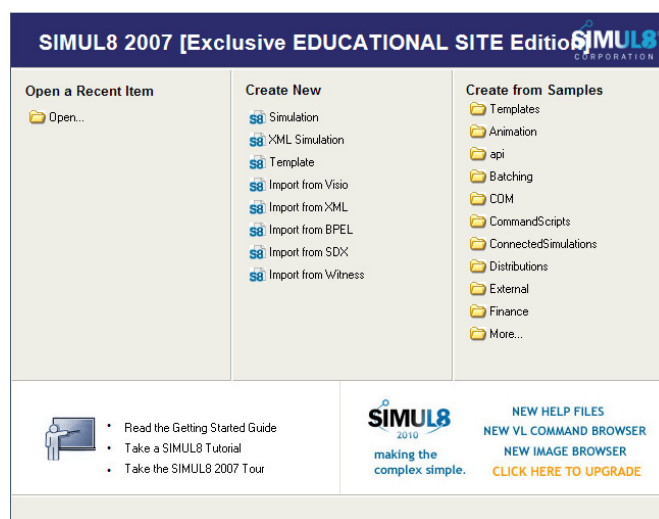 SIMUL8 2007 [Exclusive EDUCATIONAL SITE Edition]
SIMUL8
CORPORATION
Open a Recent Item
Open...
Create New
Simulation
XML Simulation
Template
Import from Visio
Import from XML
Import from BPEL
Import from SDX
Import from Witness
Create from Samples
Templates
Animation
api
Batching
COM
CommandScripts
ConnectedSimulations
Distributions
External
Finance
More...
• Read the Getting Started Guide
• Take a SIMUL8 Tutorial
• Take the SIMUL8 2007 Tour
SIMUL8
2010
making the
complex simple.
NEW HELP FILES
NEW VL COMMAND BROWSER
NEW IMAGE BROWSER
CLICK HERE TO UPGRADE